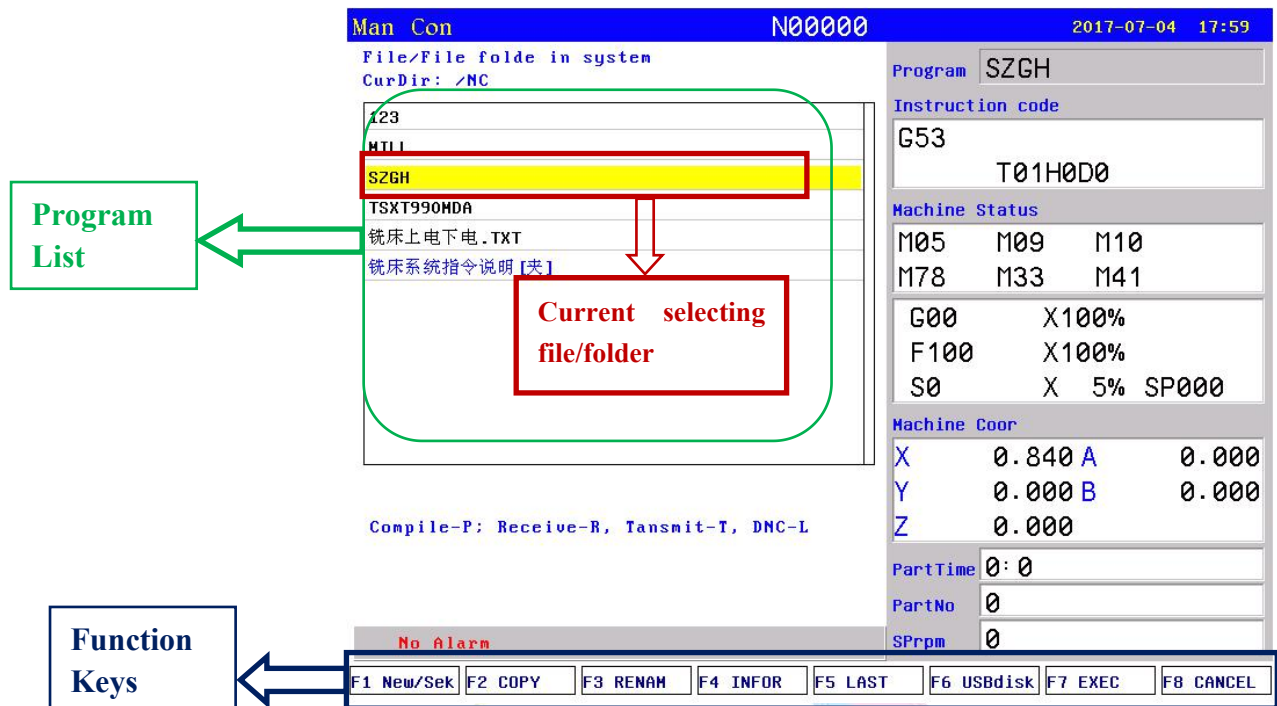 Man Con N00000 2017-07-04 17:59
File/File folde in system
CurDir: /NC
123
MILL
SZGH
TSXT990MDA
铣床上电下电.TXT
铣床系统指令说明[夹]
Program
List
Current selecting
file/folder
Compile-P; Receive-R, Tansmit-T, DNC-L
No Alarm
Program SZGH
Instruction code
G53
T01H0D0
Machine Status
M05 M09 M10
M78 M33 M41
G00 X100%
F100 X100%
S0 X 5% SP000
Machine Coor
X 0.840 A 0.000
Y 0.000 B 0.000
Z 0.000
PartTime 0:0
PartNo 0
SPrpm 0
Function
Keys
F1 New/Sek F2 COPY F3 RENAM F4 INFOR F5 LAST F6 USBdisk F7 EXEC F8 CANCEL